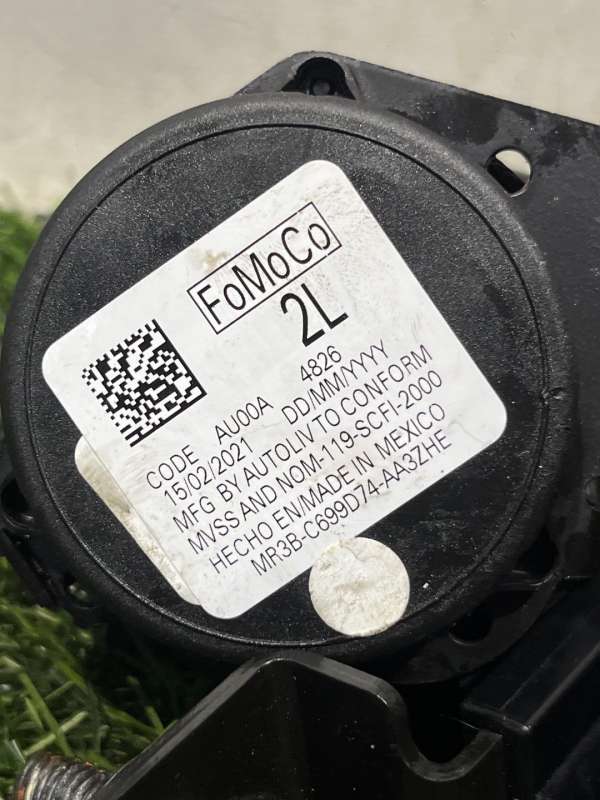 FoMoCo
2L
CODE AU00A 4826
15/02/2021 DD/MM/YYYY
MFG BY AUTOLIV TO CONFORM
MVSS AND NOM-119-SCFI-2000
HECHO EN/MADE IN MEXICO
MR3B-C699D74-AA3ZHE